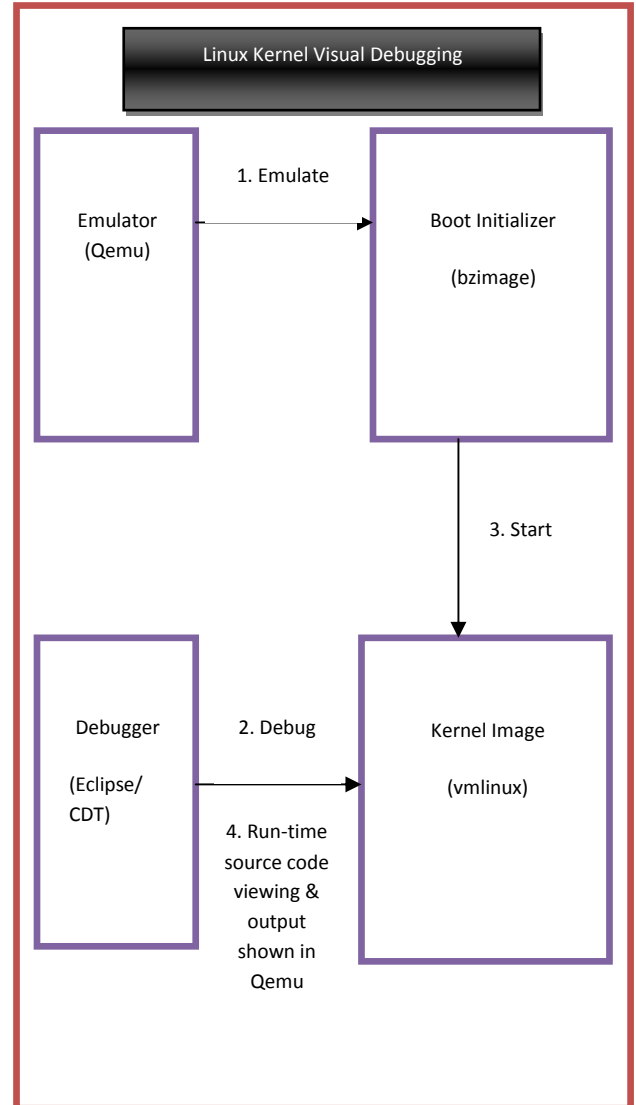 Linux Kernel Visual Debugging
1. Emulate
Emulator
(Qemu)
Boot Initializer
(bzimage)
3. Start
Debugger
(Eclipse/
CDT)
2. Debug
4. Run-time
source code
viewing &
output
shown in
Qemu
Kernel Image
(vmlinux)